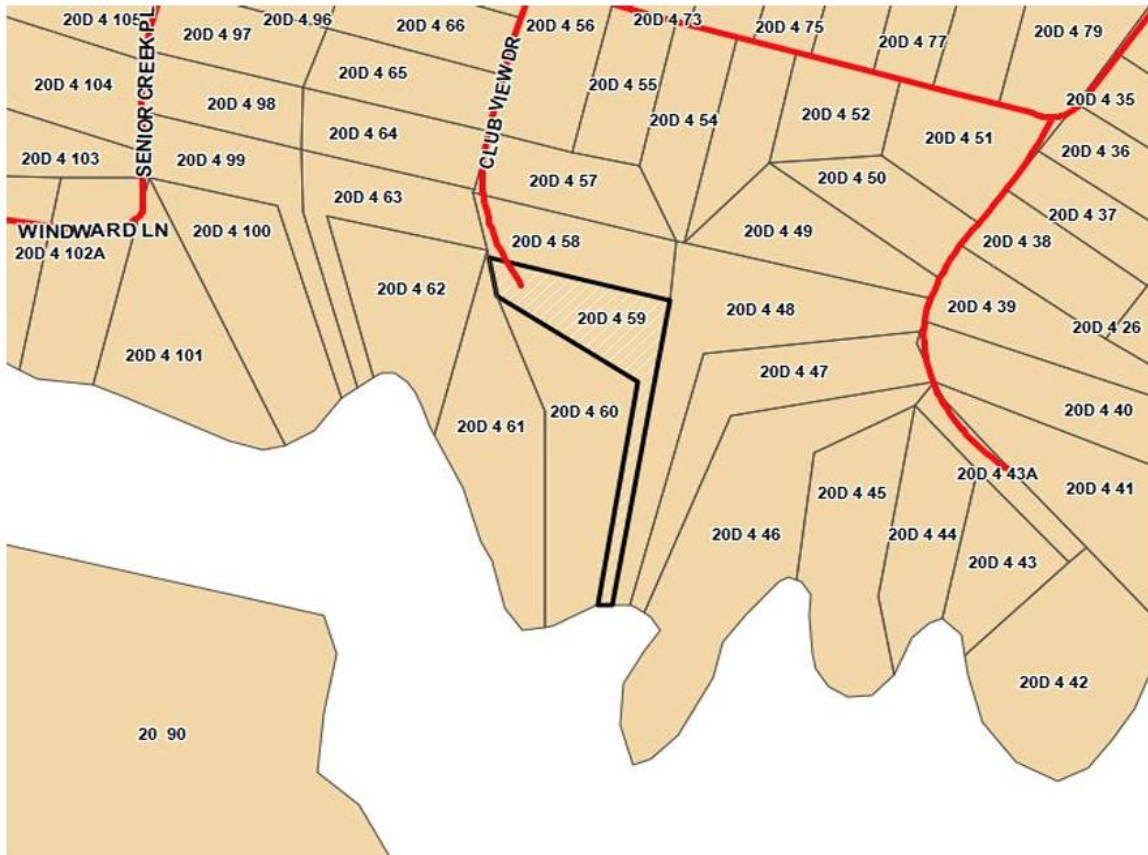 20D 4 105
20D 4 97
20D 4 96
20D 4 66
20D 4 56
20D 4 73
20D 4 75
20D 4 77
20D 4 79
20D 4 104
20D 4 98
20D 4 65
20D 4 55
20D 4 54
20D 4 52
20D 4 51
20D 4 35
20D 4 36
SENIOR CREEK PL
CLUB VIEW DR
20D 4 103
20D 4 99
20D 4 64
20D 4 57
20D 4 50
20D 4 37
20D 4 63
WINDWARD LN
20D 4 102A
20D 4 100
20D 4 58
20D 4 49
20D 4 38
20D 4 62
20D 4 59
20D 4 48
20D 4 39
20D 4 26
20D 4 101
20D 4 47
20D 4 61
20D 4 60
20D 4 40
20D 4 43A
20D 4 41
20D 4 45
20D 4 46
20D 4 44
20D 4 43
20D 4 42
20 90